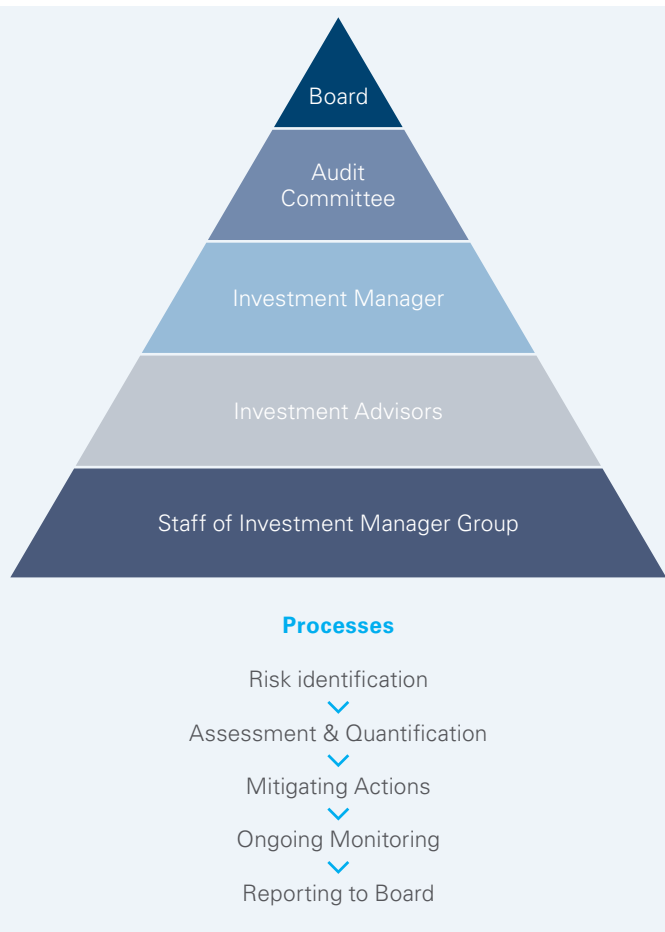 Board
Audit
Committee
Investment Manager
Investment Advisors
Staff of Investment Manager Group
Processes
Risk identification
Assessment & Quantification
Mitigating Actions
Ongoing Monitoring
Reporting to Board